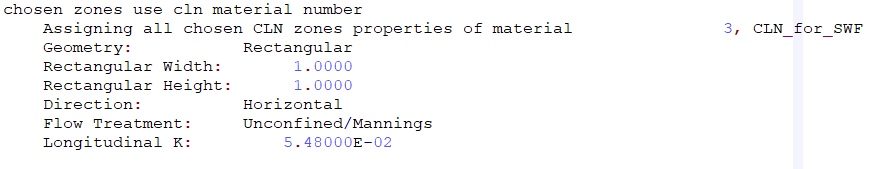 chosen zones use cln material number
Assigning all chosen CLN zones properties of material 3, CLN_for_SWF
Geometry: Rectangular
Rectangular Width: 1.0000
Rectangular Height: 1.0000
Direction: Horizontal
Flow Treatment: Unconfined/Mannings
Longitudinal K: 5.48000E-02